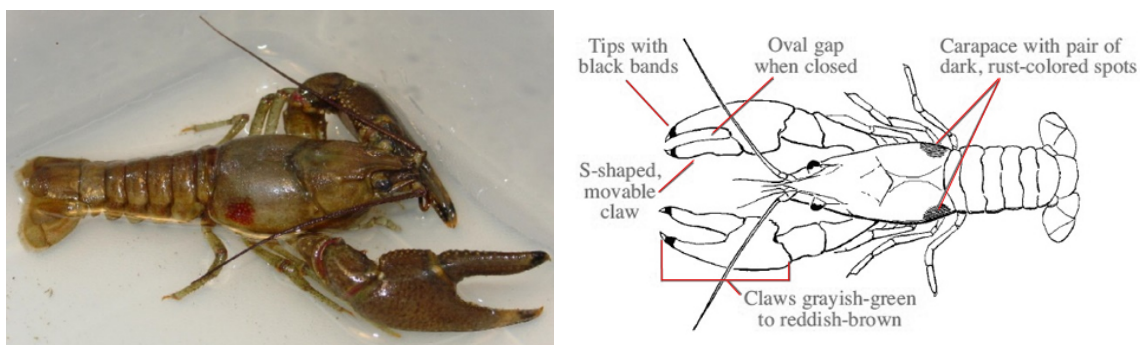 Tips with
black bands
Oval gap
when closed
Carapace with pair of
dark, rust-colored spots
S-shaped,
movable
claw
Claws grayish-green
to reddish-brown